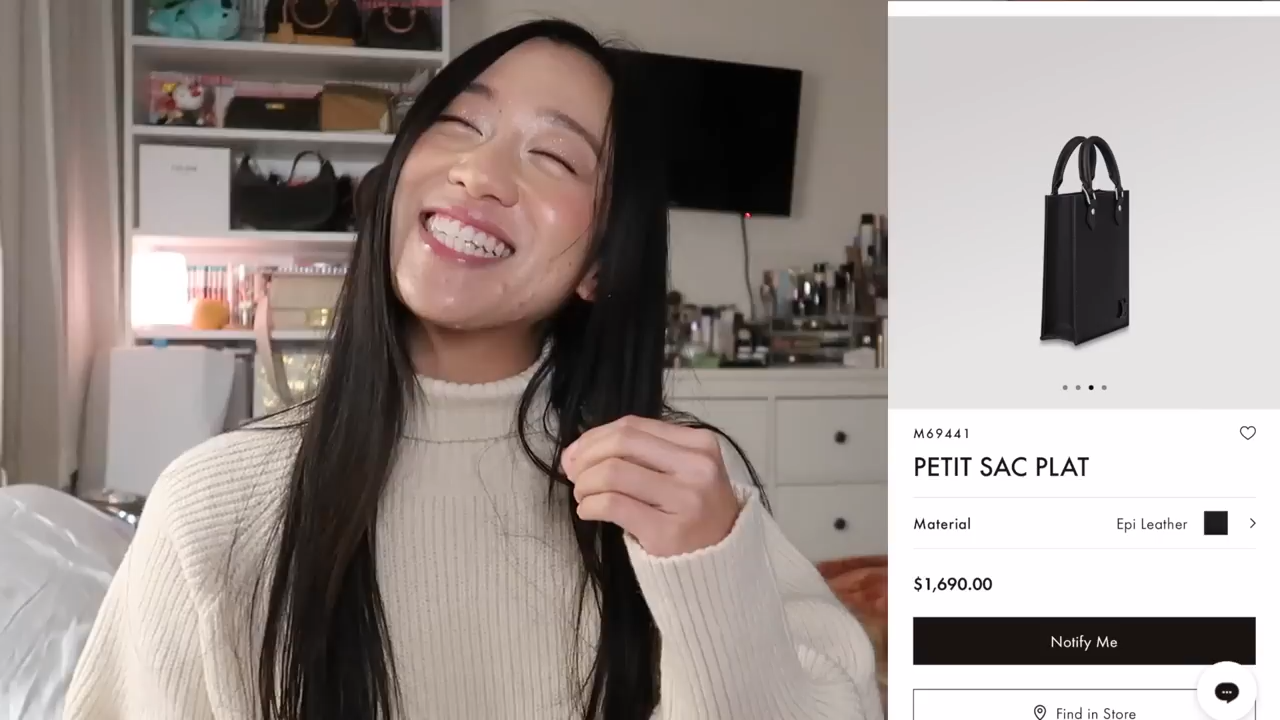 M69441
PETIT SAC PLAT
Material
Epi Leather
$1,690.00
Notify Me
Find in Store